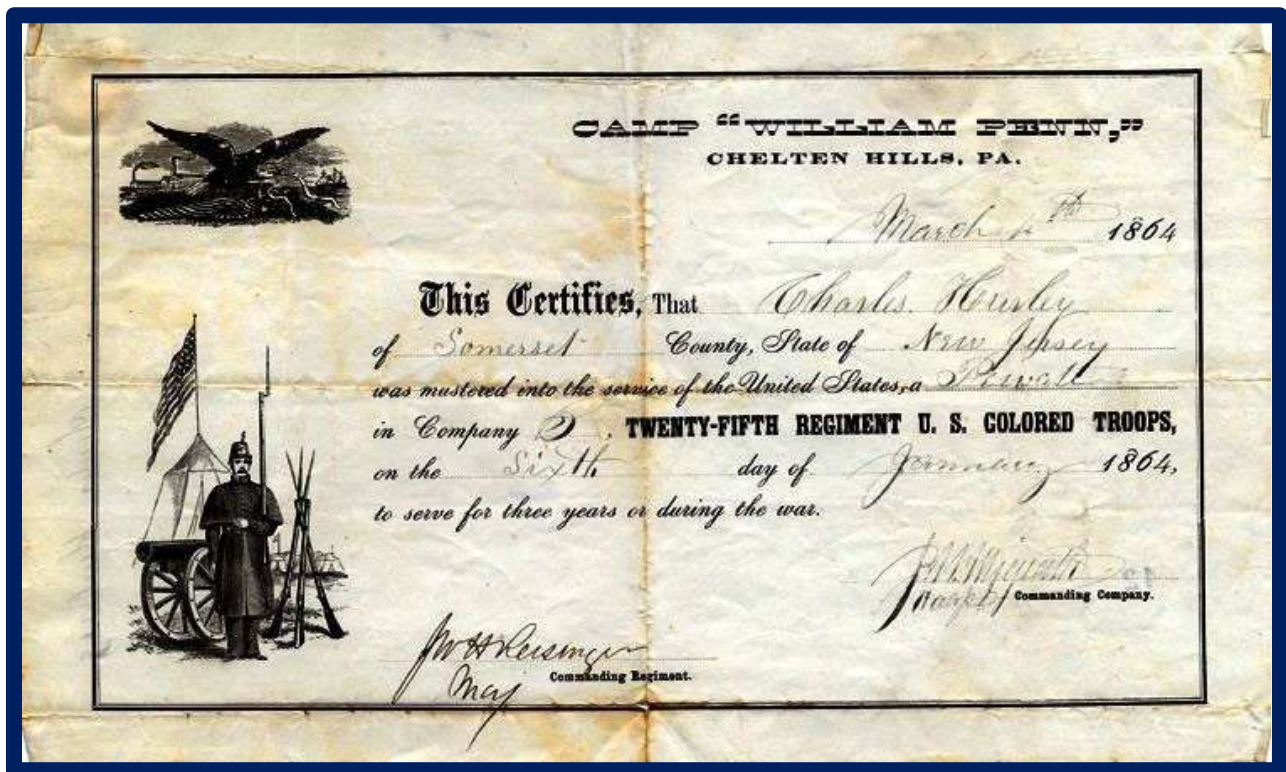 CAMP "WILLIAM PENN,"
CHELTEN HILLS, PA.
March th 1864
This Certifies, That Charles. Hurley
of Somerset County, State of New Jersey
was mustered into the service of the United States, a Private
in Company D, TWENTY-FIFTH REGIMENT U. S. COLORED TROOPS,
on the Sixth day of January 1864,
to serve for three years or during the war.
Commanding Company.
J W H Reisinger
Commanding Regiment.
Maj